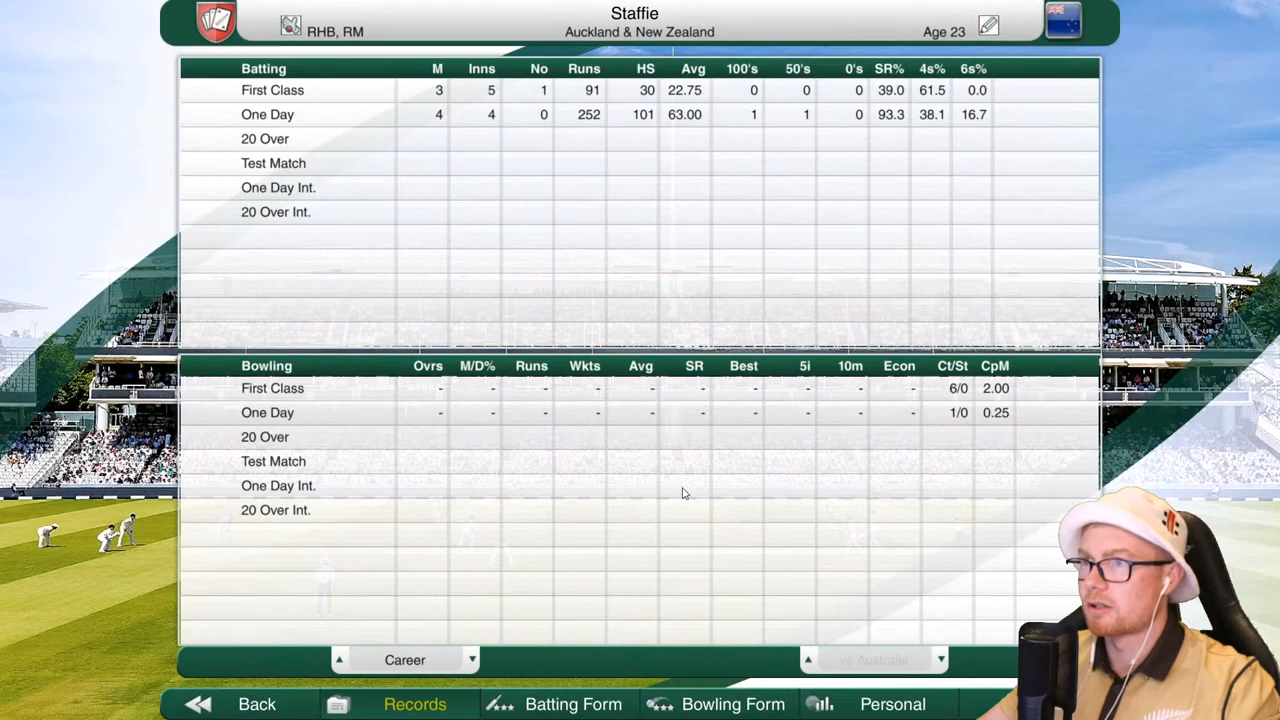 Staffie
RHB, RM
Auckland & New Zealand
Age 23
Batting M Inns No Runs HS Avg 100's 50's 0's SR% 4s% 6s%
First Class 3 5 1 91 30 22.75 0 0 0 39.0 61.5 0.0
One Day 4 4 0 252 101 63.00 1 1 0 93.3 38.1 16.7
20 Over
Test Match
One Day Int.
20 Over Int.
Bowling Ovrs M/D% Runs Wkts Avg SR Best 5i 10m Econ Ct/St CpM
First Class - - - - - - - - - - 6/0 2.00
One Day - - - - - - - - - - 1/0 0.25
20 Over
Test Match
One Day Int.
20 Over Int.
Career
vs Australia
Back Records Batting Form Bowling Form Personal